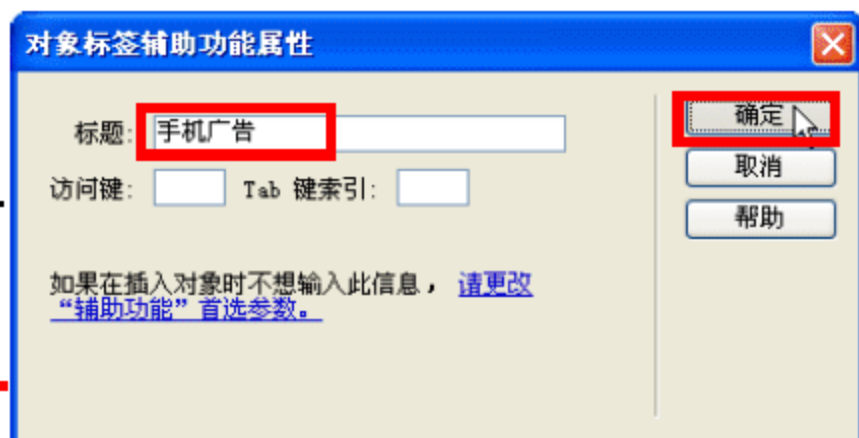 对象标签辅助功能属性
标题: 手机广告
确定
访问键: Tab 键索引:
取消
帮助
如果在插入对象时不想输入此信息，请更改
“辅助功能”首选参数。